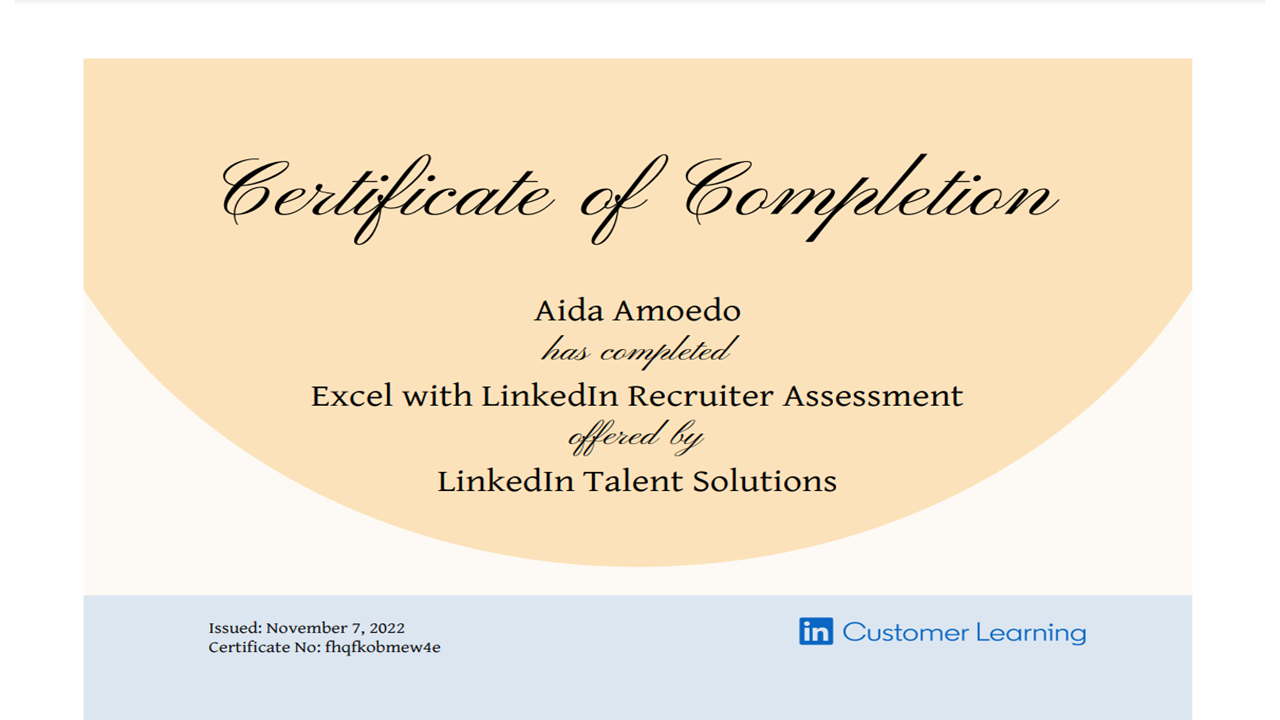 Certificate of Completion
Aida Amoedo
has completed
Excel with LinkedIn Recruiter Assessment
offered by
LinkedIn Talent Solutions
Issued: November 7, 2022
Certificate No: fhqfkobmew4e
in Customer Learning